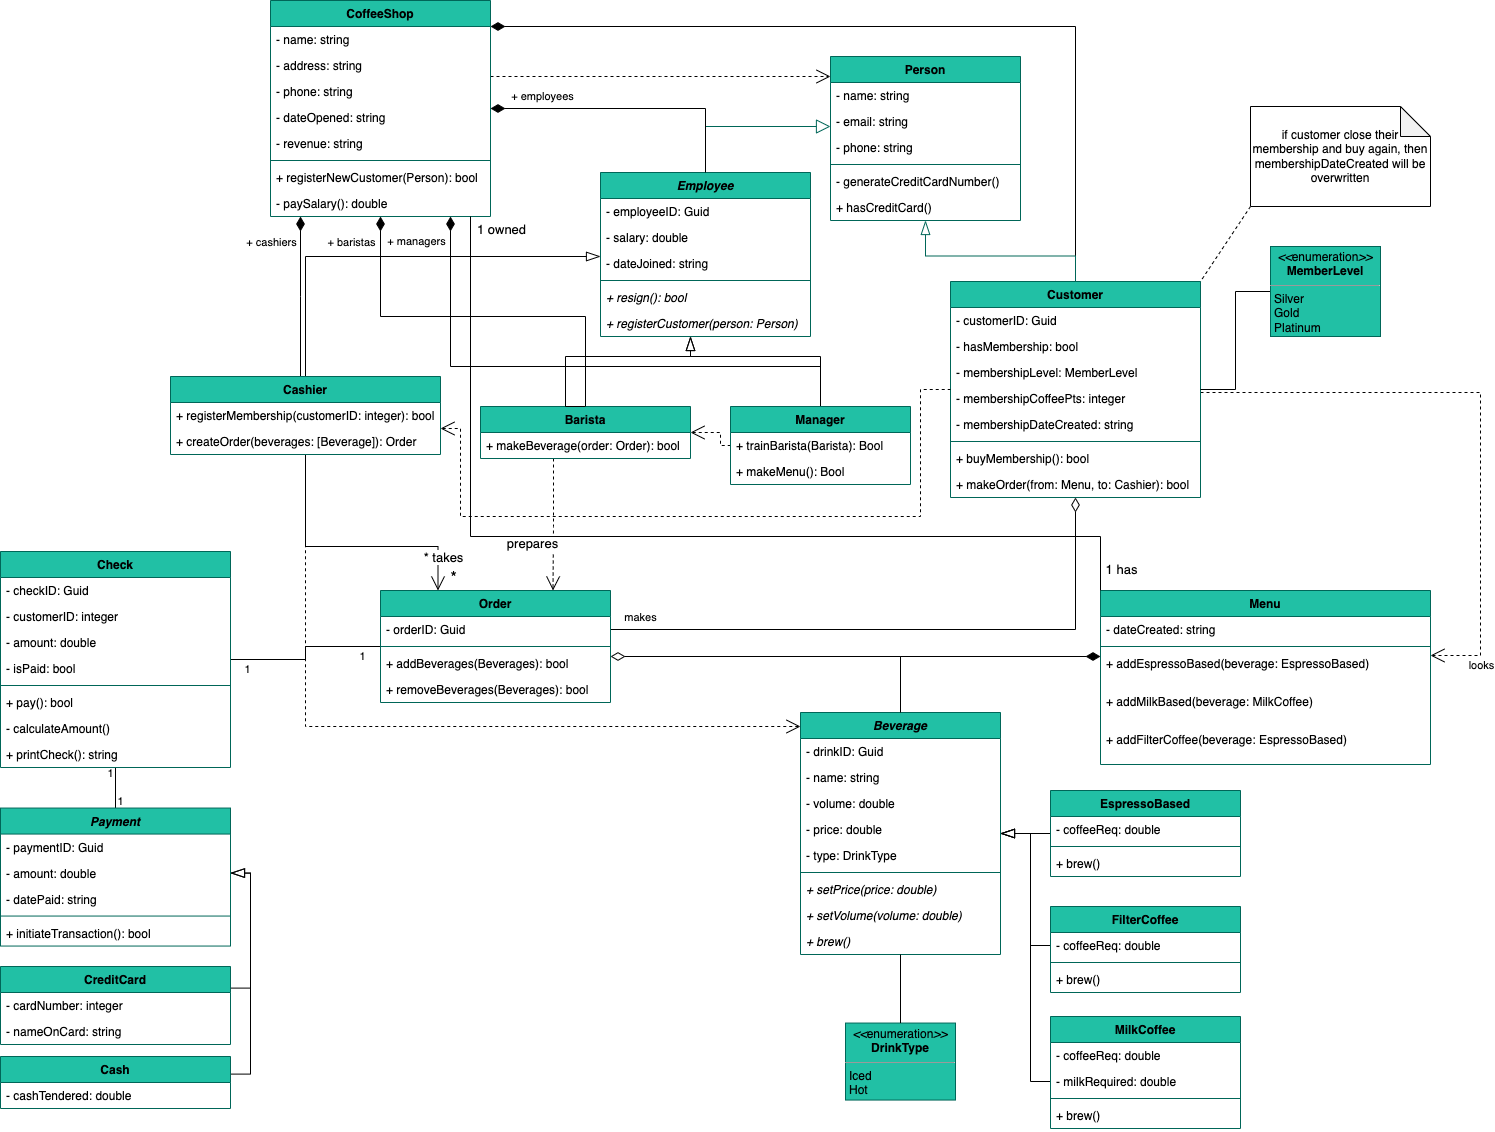 CoffeeShop
- name: string
- address: string
- phone: string
- dateOpened: string
- revenue: string
+ registerNewCustomer(Person): bool
- paySalary(): double
+ employees
+ cashiers
+ baristas
+ managers
1 owned
Person
- name: string
- email: string
- phone: string
- generateCreditCardNumber()
+ hasCreditCard()
if customer close their
membership and buy again, then
membershipDateCreated will be
overwritten
Employee
- employeeID: Guid
- salary: double
- dateJoined: string
+ resign(): bool
+ registerCustomer(person: Person)
<<enumeration>>
MemberLevel
Silver
Gold
Platinum
Customer
- customerID: Guid
- hasMembership: bool
- membershipLevel: MemberLevel
- membershipCoffeePts: integer
- membershipDateCreated: string
+ buyMembership(): bool
+ makeOrder(from: Menu, to: Cashier): bool
Cashier
+ registerMembership(customerID: integer): bool
+ createOrder(beverages: [Beverage]): Order
Barista
+ makeBeverage(order: Order): bool
Manager
+ trainBarista(Barista): Bool
+ makeMenu(): Bool
prepares
* takes
*
1 has
Check
- checkID: Guid
- customerID: integer
- amount: double
- isPaid: bool
+ pay(): bool
- calculateAmount()
+ printCheck(): string
1
1
Order
- orderID: Guid
+ addBeverages(Beverages): bool
+ removeBeverages(Beverages): bool
makes
Menu
- dateCreated: string
+ addEspressoBased(beverage: EspressoBased)
+ addMilkBased(beverage: MilkCoffee)
+ addFilterCoffee(beverage: EspressoBased)
looks
Beverage
- drinkID: Guid
- name: string
- volume: double
- price: double
- type: DrinkType
+ setPrice(price: double)
+ setVolume(volume: double)
+ brew()
1
1
Payment
- paymentID: Guid
- amount: double
- datePaid: string
+ initiateTransaction(): bool
EspressoBased
- coffeeReq: double
+ brew()
FilterCoffee
- coffeeReq: double
+ brew()
CreditCard
- cardNumber: integer
- nameOnCard: string
MilkCoffee
- coffeeReq: double
- milkRequired: double
+ brew()
<<enumeration>>
DrinkType
Iced
Hot
Cash
- cashTendered: double